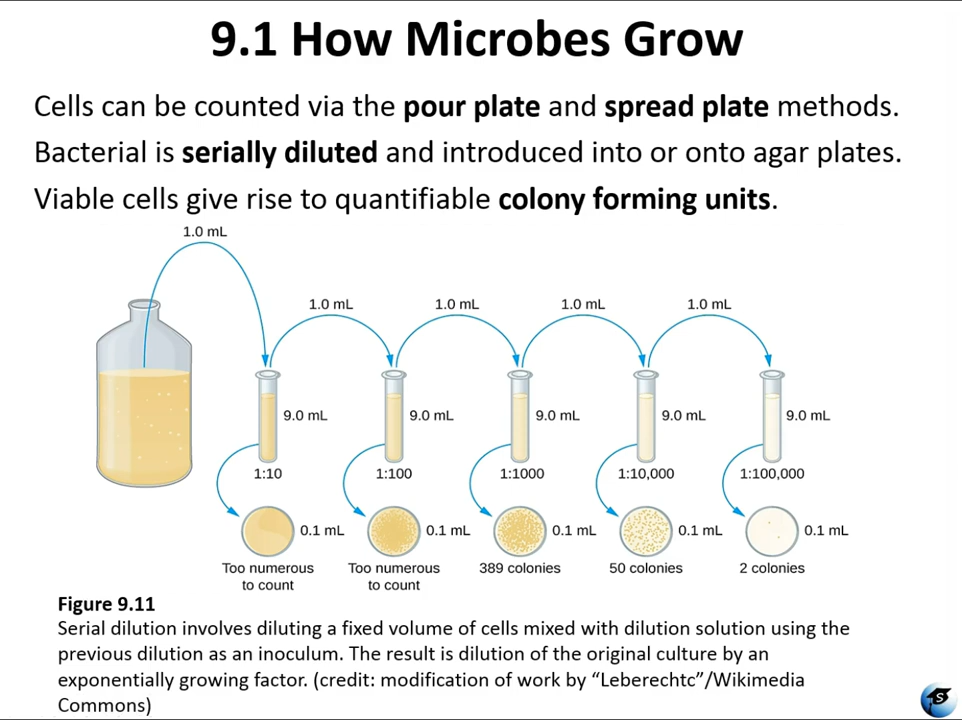 9.1 How Microbes Grow
Cells can be counted via the pour plate and spread plate methods.
Bacterial is serially diluted and introduced into or onto agar plates.
Viable cells give rise to quantifiable colony forming units.
1.0 mL
1.0 mL 1.0 mL 1.0 mL 1.0 mL
9.0 mL 9.0 mL 9.0 mL 9.0 mL 9.0 mL
1:10 1:100 1:1000 1:10,000 1:100,000
0.1 mL 0.1 mL 0.1 mL 0.1 mL 0.1 mL
Too numerous Too numerous 389 colonies 50 colonies 2 colonies
to count to count
Figure 9.11
Serial dilution involves diluting a fixed volume of cells mixed with dilution solution using the
previous dilution as an inoculum. The result is dilution of the original culture by an
exponentially growing factor. (credit: modification of work by “Leberechtc”/Wikimedia
Commons)
S